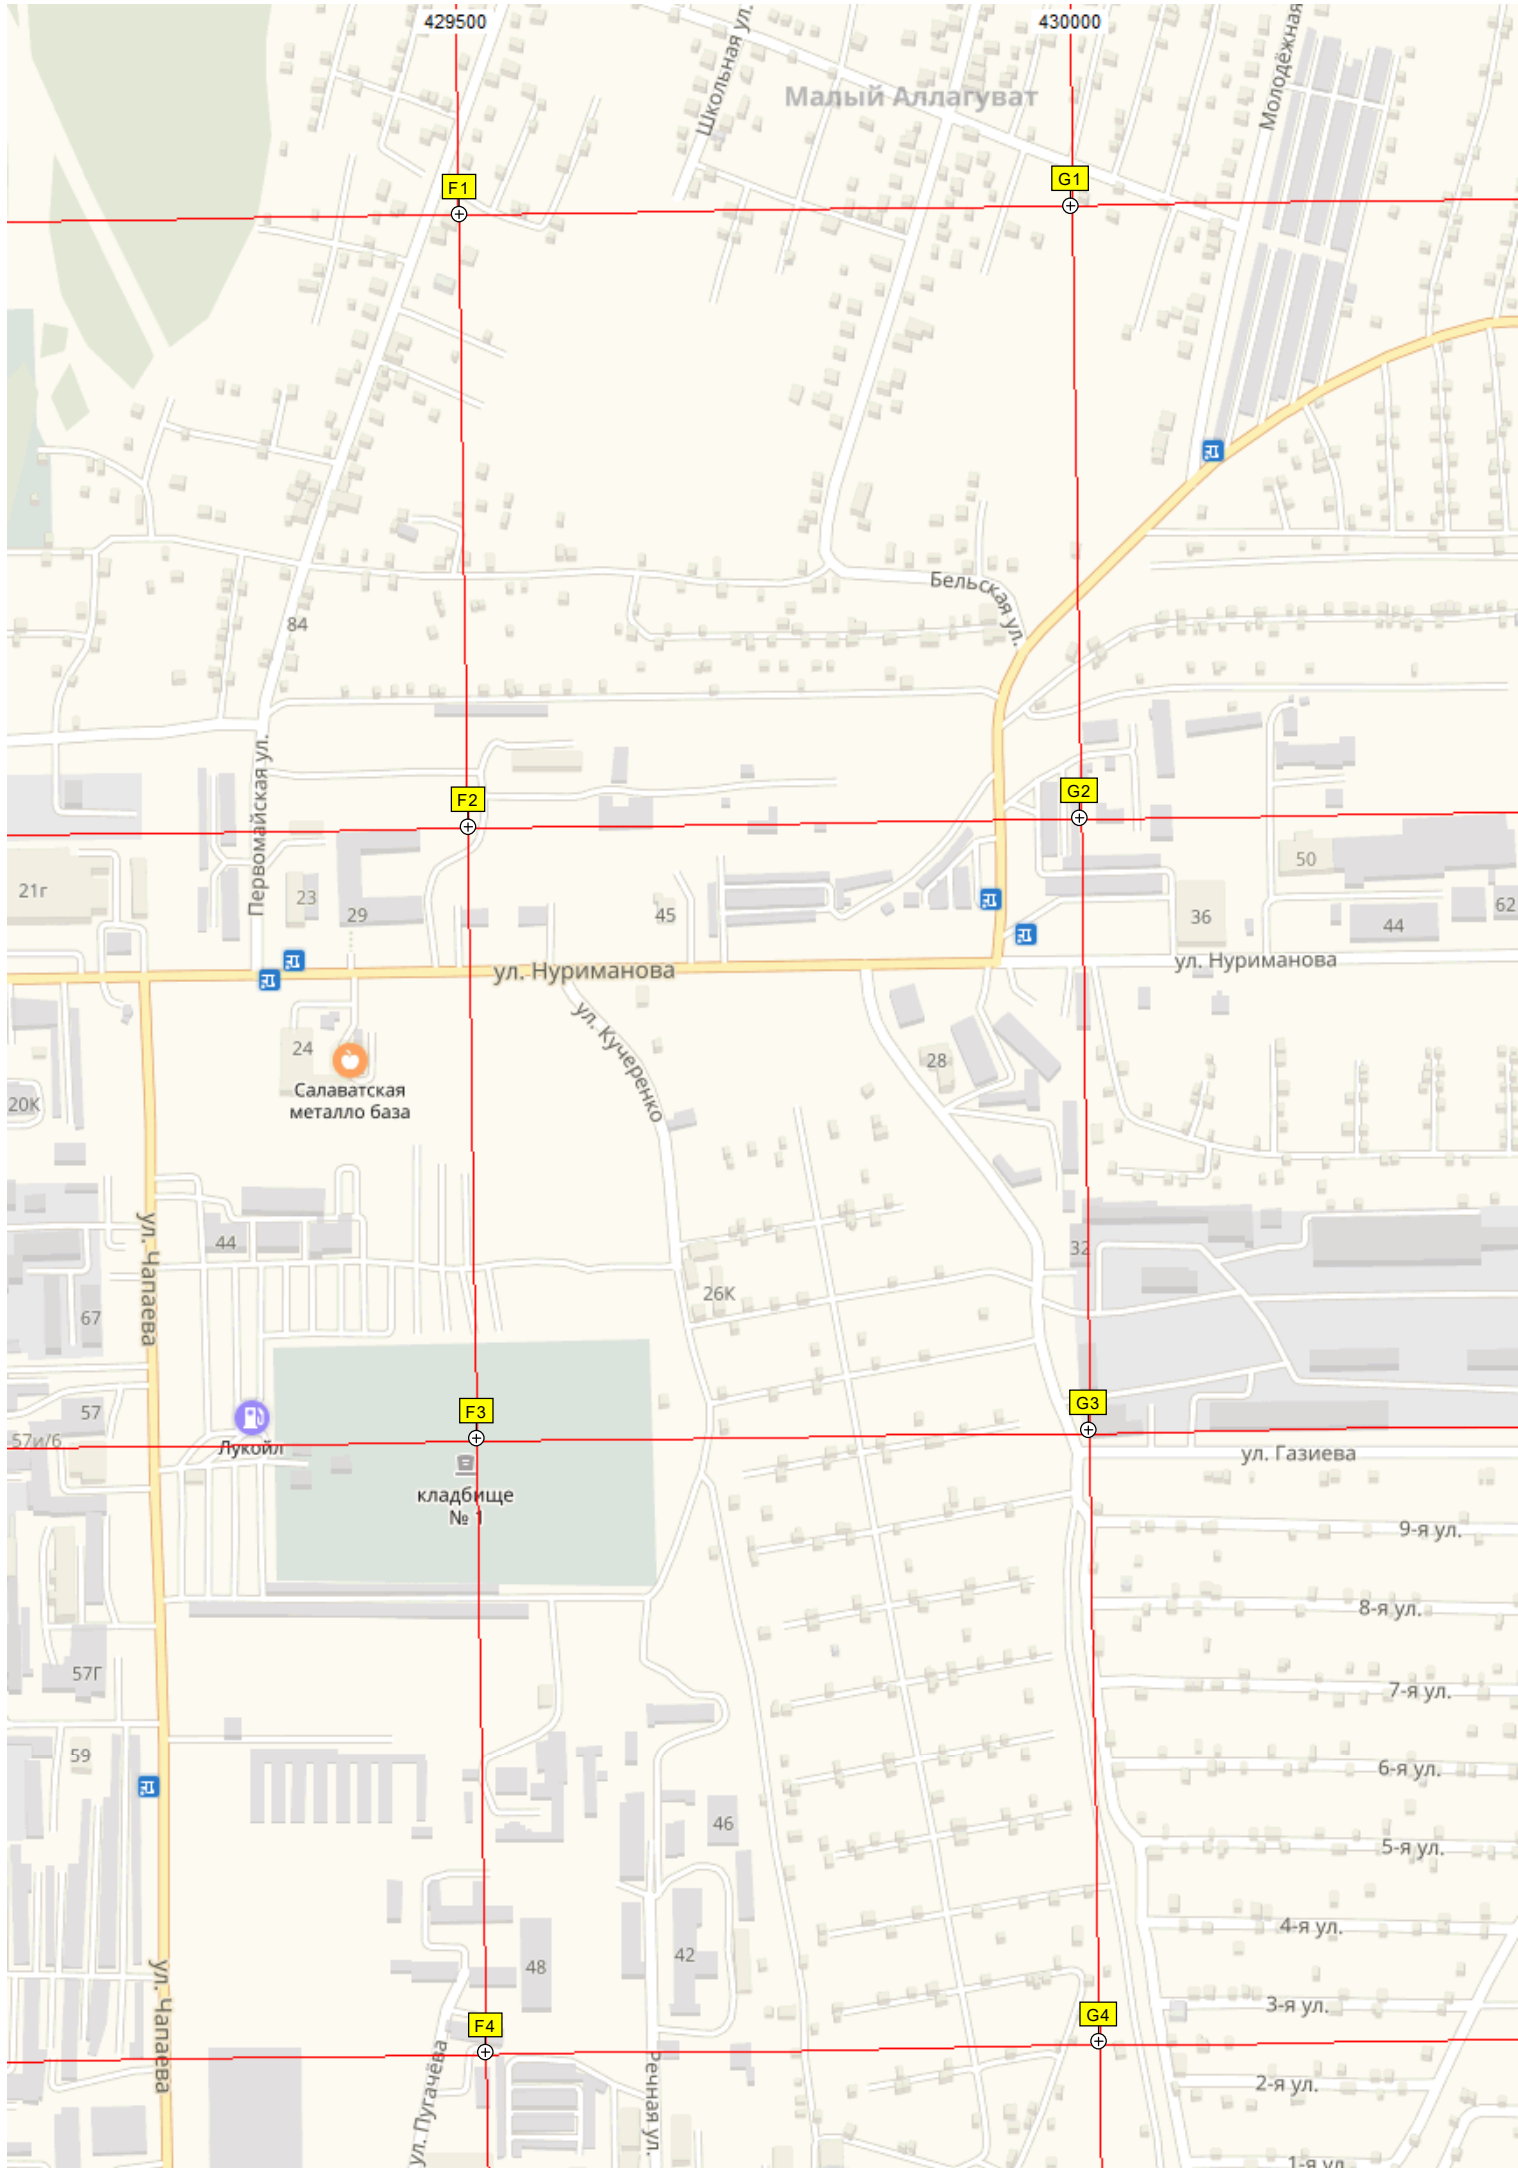 429500
430000
Школьная ул.
Молодёжная
Малый Аллагуват
F1
G1
Бельская ул.
84
Первомайская ул.
F2
G2
50
21г
23
29
45
36
44
62
ул. Нуриманова
ул. Нуриманова
ул. Кучеренко
24
28
Салаватская
металло база
20К
ул. Чапаева
44
32
26К
67
F3
G3
57
57и/6
Лукойл
ул. Газиева
кладбище
№ 1
9-я ул.
8-я ул.
57Г
7-я ул.
59
6-я ул.
46
5-я ул.
4-я ул.
42
48
ул. Чапаева
3-я ул.
F4
G4
ул. Пугачёва
Речная ул.
2-я ул.
1-я ул.